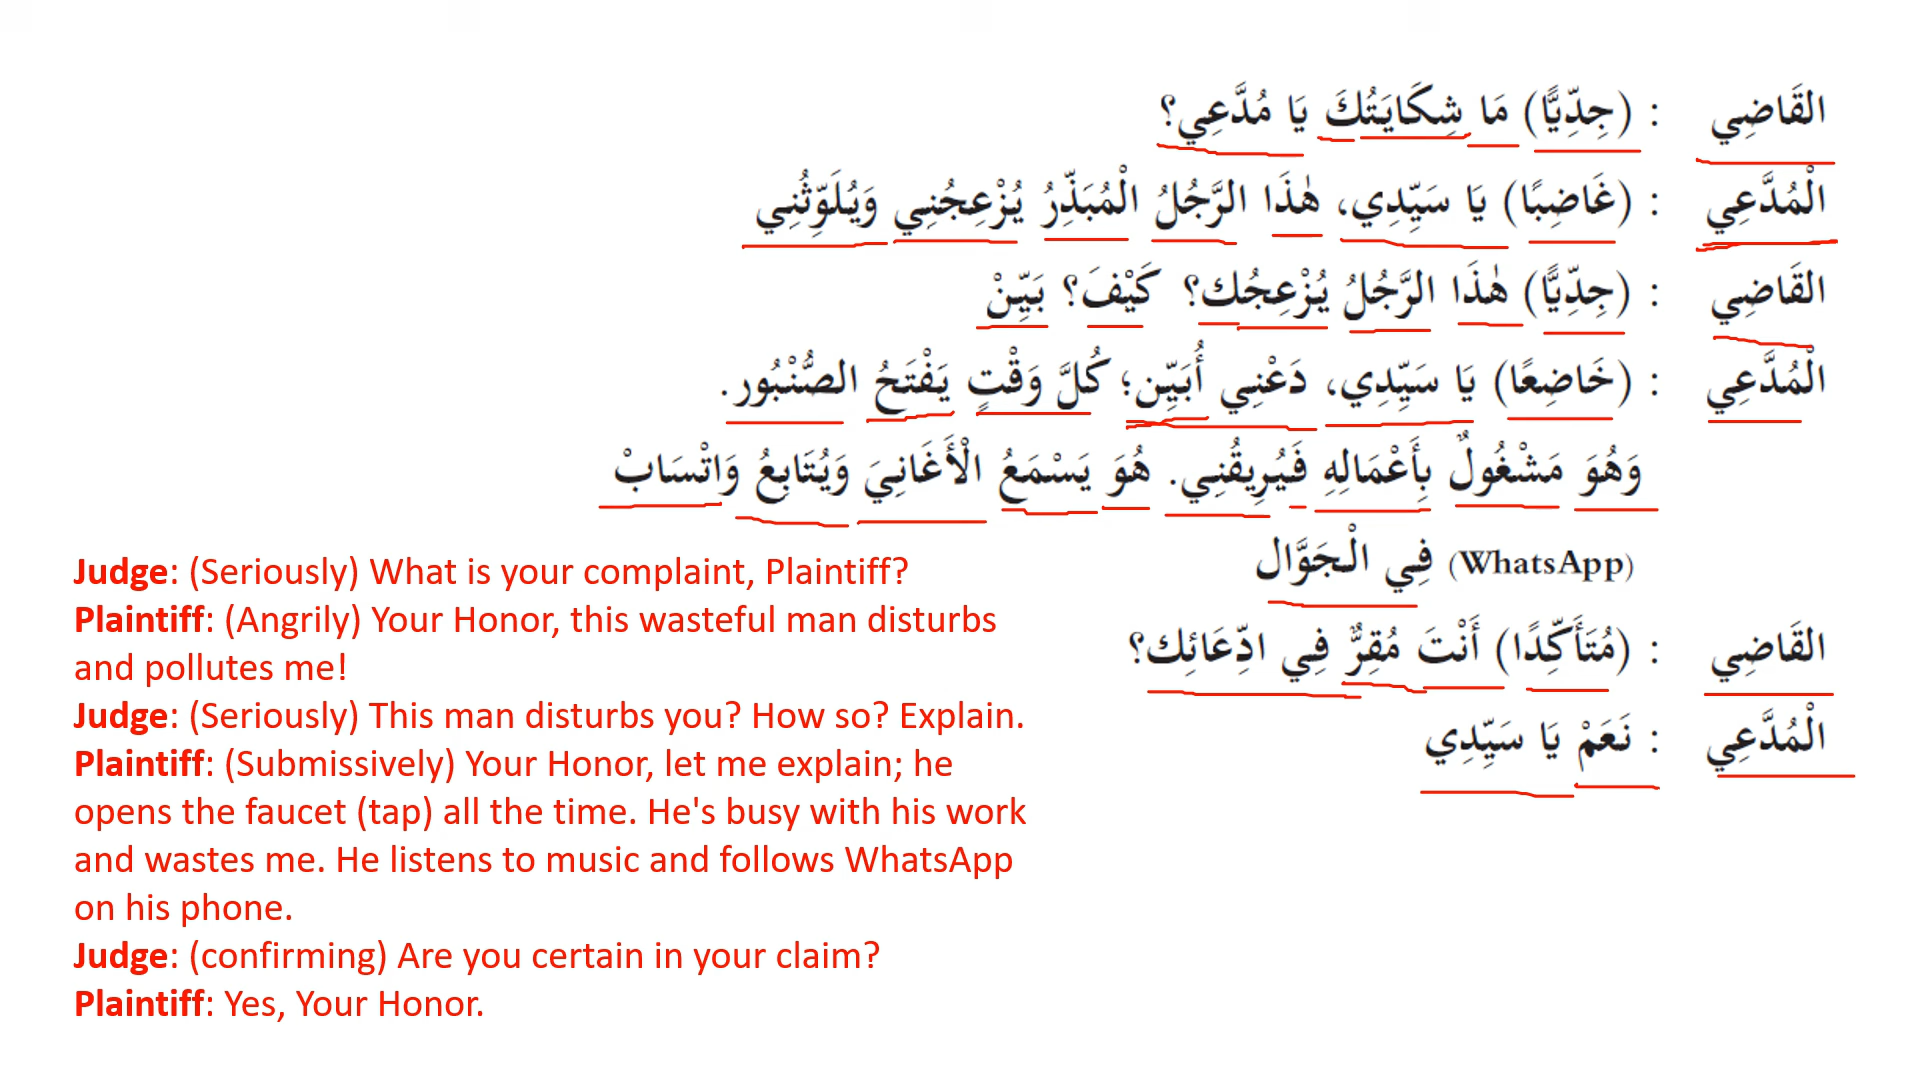 القَاضِي : (جِدِّيًّا) مَا شِكَايَتُكَ يَا مُدَّعِي؟
الْمُدَّعِي : (غَاضِبًا) يَا سَيِّدِي، هٰذَا الرَّجُلُ الْمُبَذِّرُ يُزْعِجُنِي وَيُلَوِّثُنِي
القَاضِي : (جِدِّيًّا) هٰذَا الرَّجُلُ يُزْعِجُك؟ كَيْفَ؟ بَيِّنْ
الْمُدَّعِي : (خَاضِعًا) يَا سَيِّدِي، دَعْنِي أُبَيِّن؛ كُلَّ وَقْتٍ يَفْتَحُ الصُّنْبُور.
وَهُوَ مَشْغُولٌ بِأَعْمَالِهِ فَيُرِيقُنِي. هُوَ يَسْمَعُ الْأَغَانِيَ وَيُتَابِعُ وَاتْسَابْ
(WhatsApp) فِي الْجَوَّال
القَاضِي : (مُتَأَكِّدًا) أَنْتَ مُقِرٌّ فِي ادِّعَائِك؟
الْمُدَّعِي : نَعَمْ يَا سَيِّدِي
Judge: (Seriously) What is your complaint, Plaintiff?
Plaintiff: (Angrily) Your Honor, this wasteful man disturbs
and pollutes me!
Judge: (Seriously) This man disturbs you? How so? Explain.
Plaintiff: (Submissively) Your Honor, let me explain; he
opens the faucet (tap) all the time. He's busy with his work
and wastes me. He listens to music and follows WhatsApp
on his phone.
Judge: (confirming) Are you certain in your claim?
Plaintiff: Yes, Your Honor.